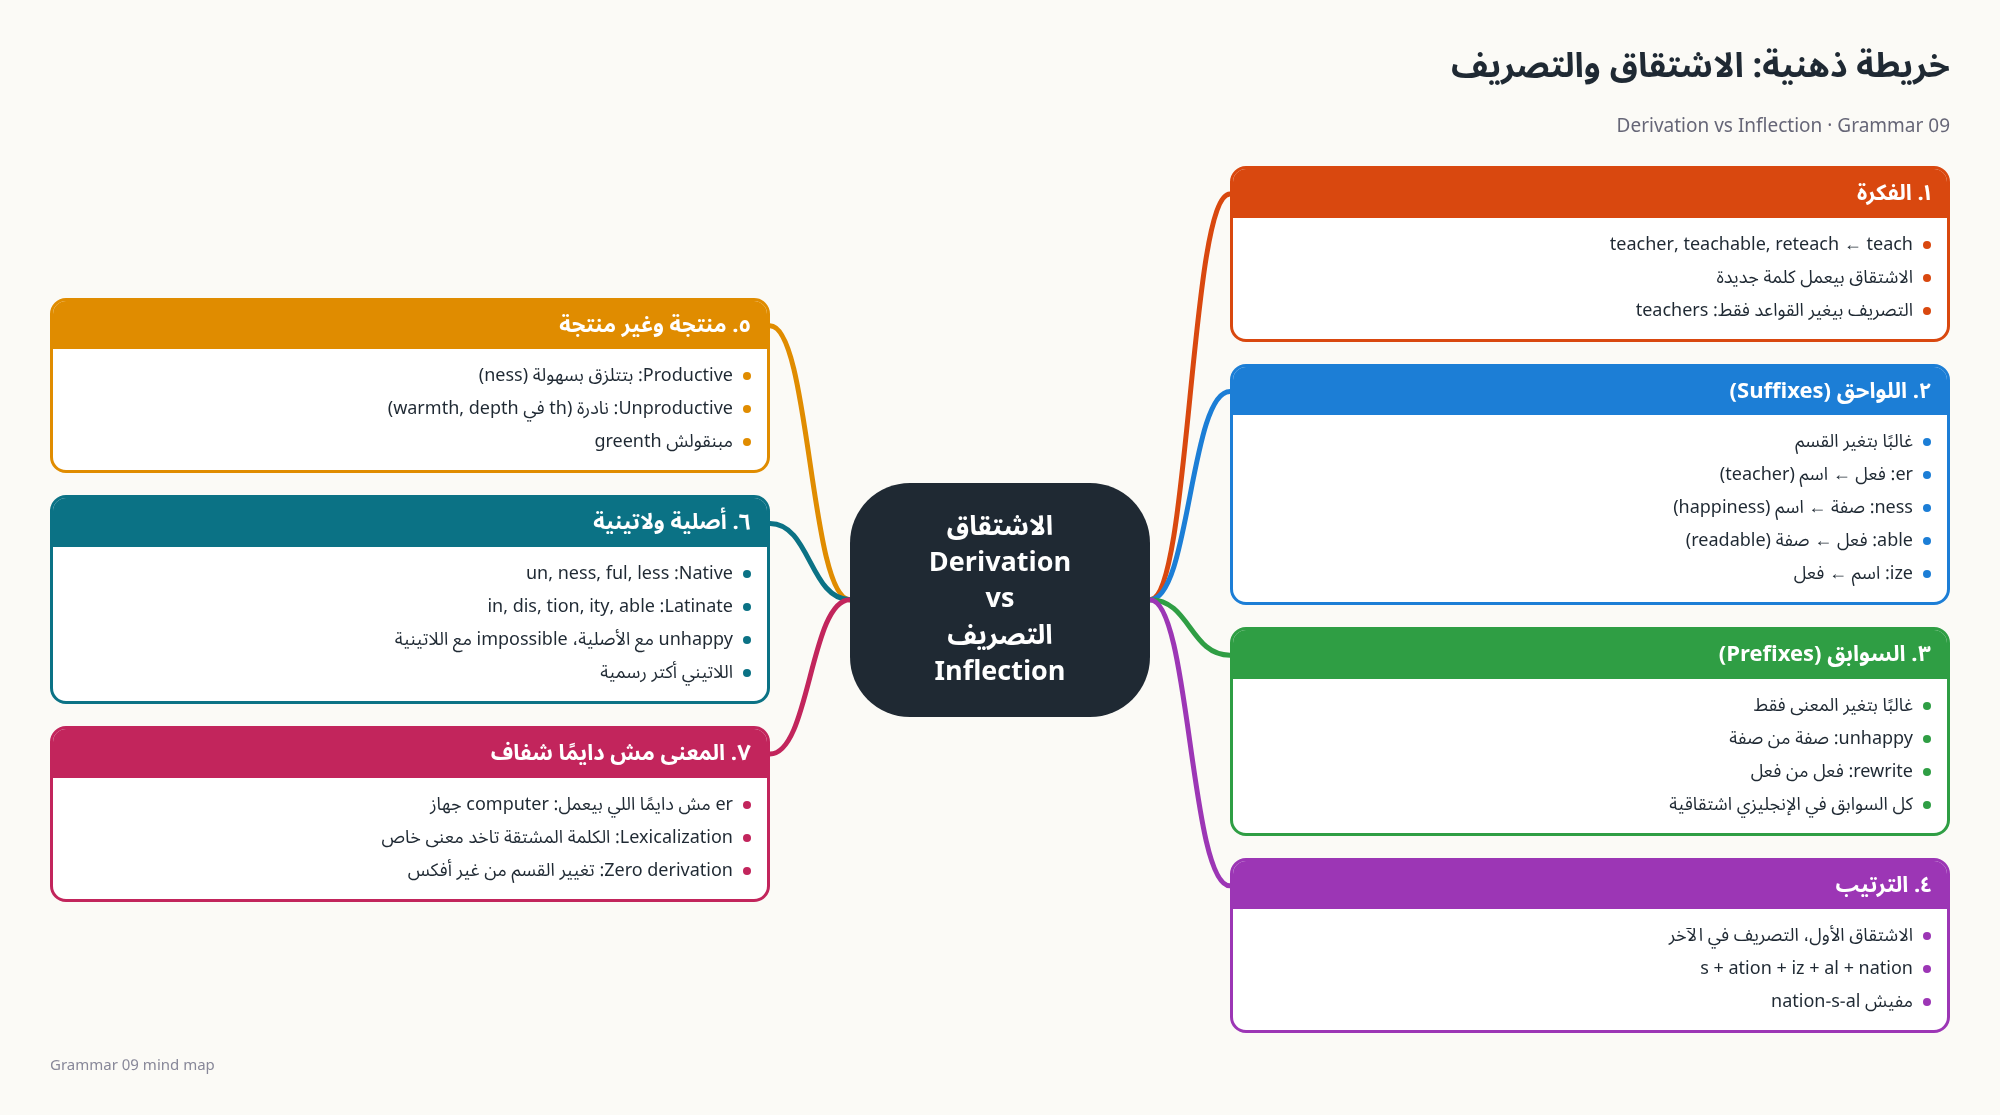 خريطة ذهنية: الاشتقاق والتصريف
Derivation vs Inflection · Grammar 09
١. الفكرة
teach ← teacher, teachable, reteach
الاشتقاق بيعمل كلمة جديدة
التصريف بيغير القواعد فقط: teachers
٢. اللواحق (Suffixes)
غالبًا بتغير القسم
er: فعل ← اسم (teacher)
ness: صفة ← اسم (happiness)
able: فعل ← صفة (readable)
ize: اسم ← فعل
٣. السوابق (Prefixes)
غالبًا بتغير المعنى فقط
unhappy: صفة من صفة
rewrite: فعل من فعل
كل السوابق في الإنجليزي اشتقاقية
٤. الترتيب
الاشتقاق الأول، التصريف في الآخر
nation + al + iz + ation + s
مفيش nation-s-al
الاشتقاق
Derivation
vs
التصريف
Inflection
٥. منتجة وغير منتجة
Productive: بتتلزق بسهولة (ness)
Unproductive: نادرة (th في warmth, depth)
مبنقولش greenth
٦. أصلية ولاتينية
Native: un, ness, ful, less
Latinate: in, dis, tion, ity, able
unhappy مع الأصلية، impossible مع اللاتينية
اللاتيني أكتر رسمية
٧. المعنى مش دايمًا شفاف
er مش دايمًا اللي بيعمل: computer جهاز
Lexicalization: الكلمة المشتقة تاخد معنى خاص
Zero derivation: تغيير القسم من غير أفكس
Grammar 09 mind map